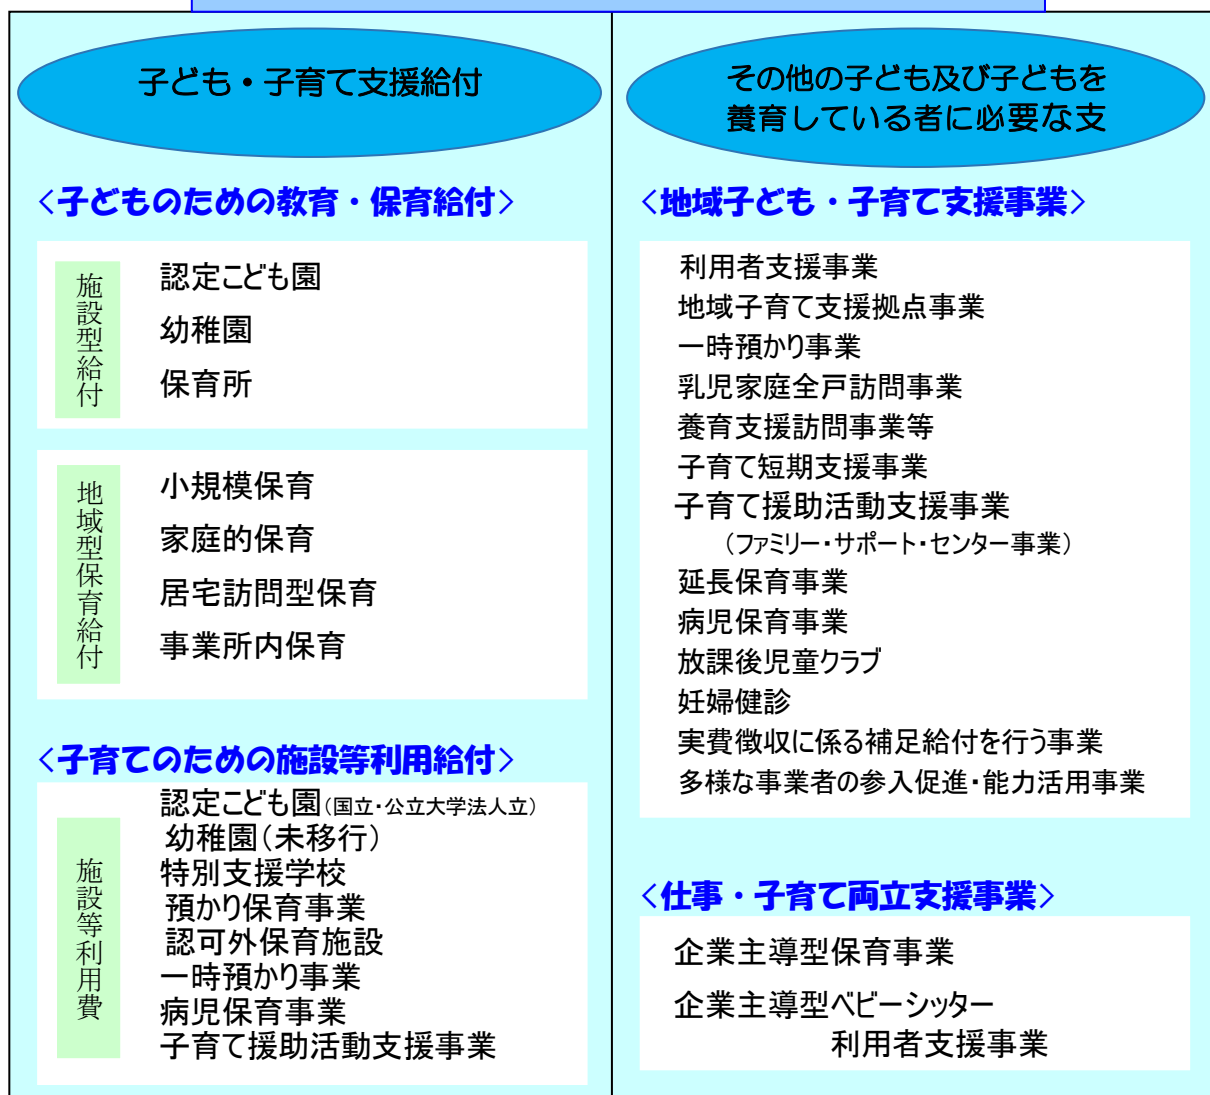 子ども・子育て支援給付
<子どものための教育・保育給付>
施設型給付
認定こども園
幼稚園
保育所
地域型保育給付
小規模保育
家庭的保育
居宅訪問型保育
事業所内保育
<子育てのための施設等利用給付>
施設等利用費
認定こども園(国立・公立大学法人立)
幼稚園(未移行)
特別支援学校
預かり保育事業
認可外保育施設
一時預かり事業
病児保育事業
子育て援助活動支援事業
その他の子ども及び子どもを
養育している者に必要な支
<地域子ども・子育て支援事業>
利用者支援事業
地域子育て支援拠点事業
一時預かり事業
乳児家庭全戸訪問事業
養育支援訪問事業等
子育て短期支援事業
子育て援助活動支援事業
(ファミリー・サポート・センター事業)
延長保育事業
病児保育事業
放課後児童クラブ
妊婦健診
実費徴収に係る補足給付を行う事業
多様な事業者の参入促進・能力活用事業
<仕事・子育て両立支援事業>
企業主導型保育事業
企業主導型ベビーシッター
利用者支援事業